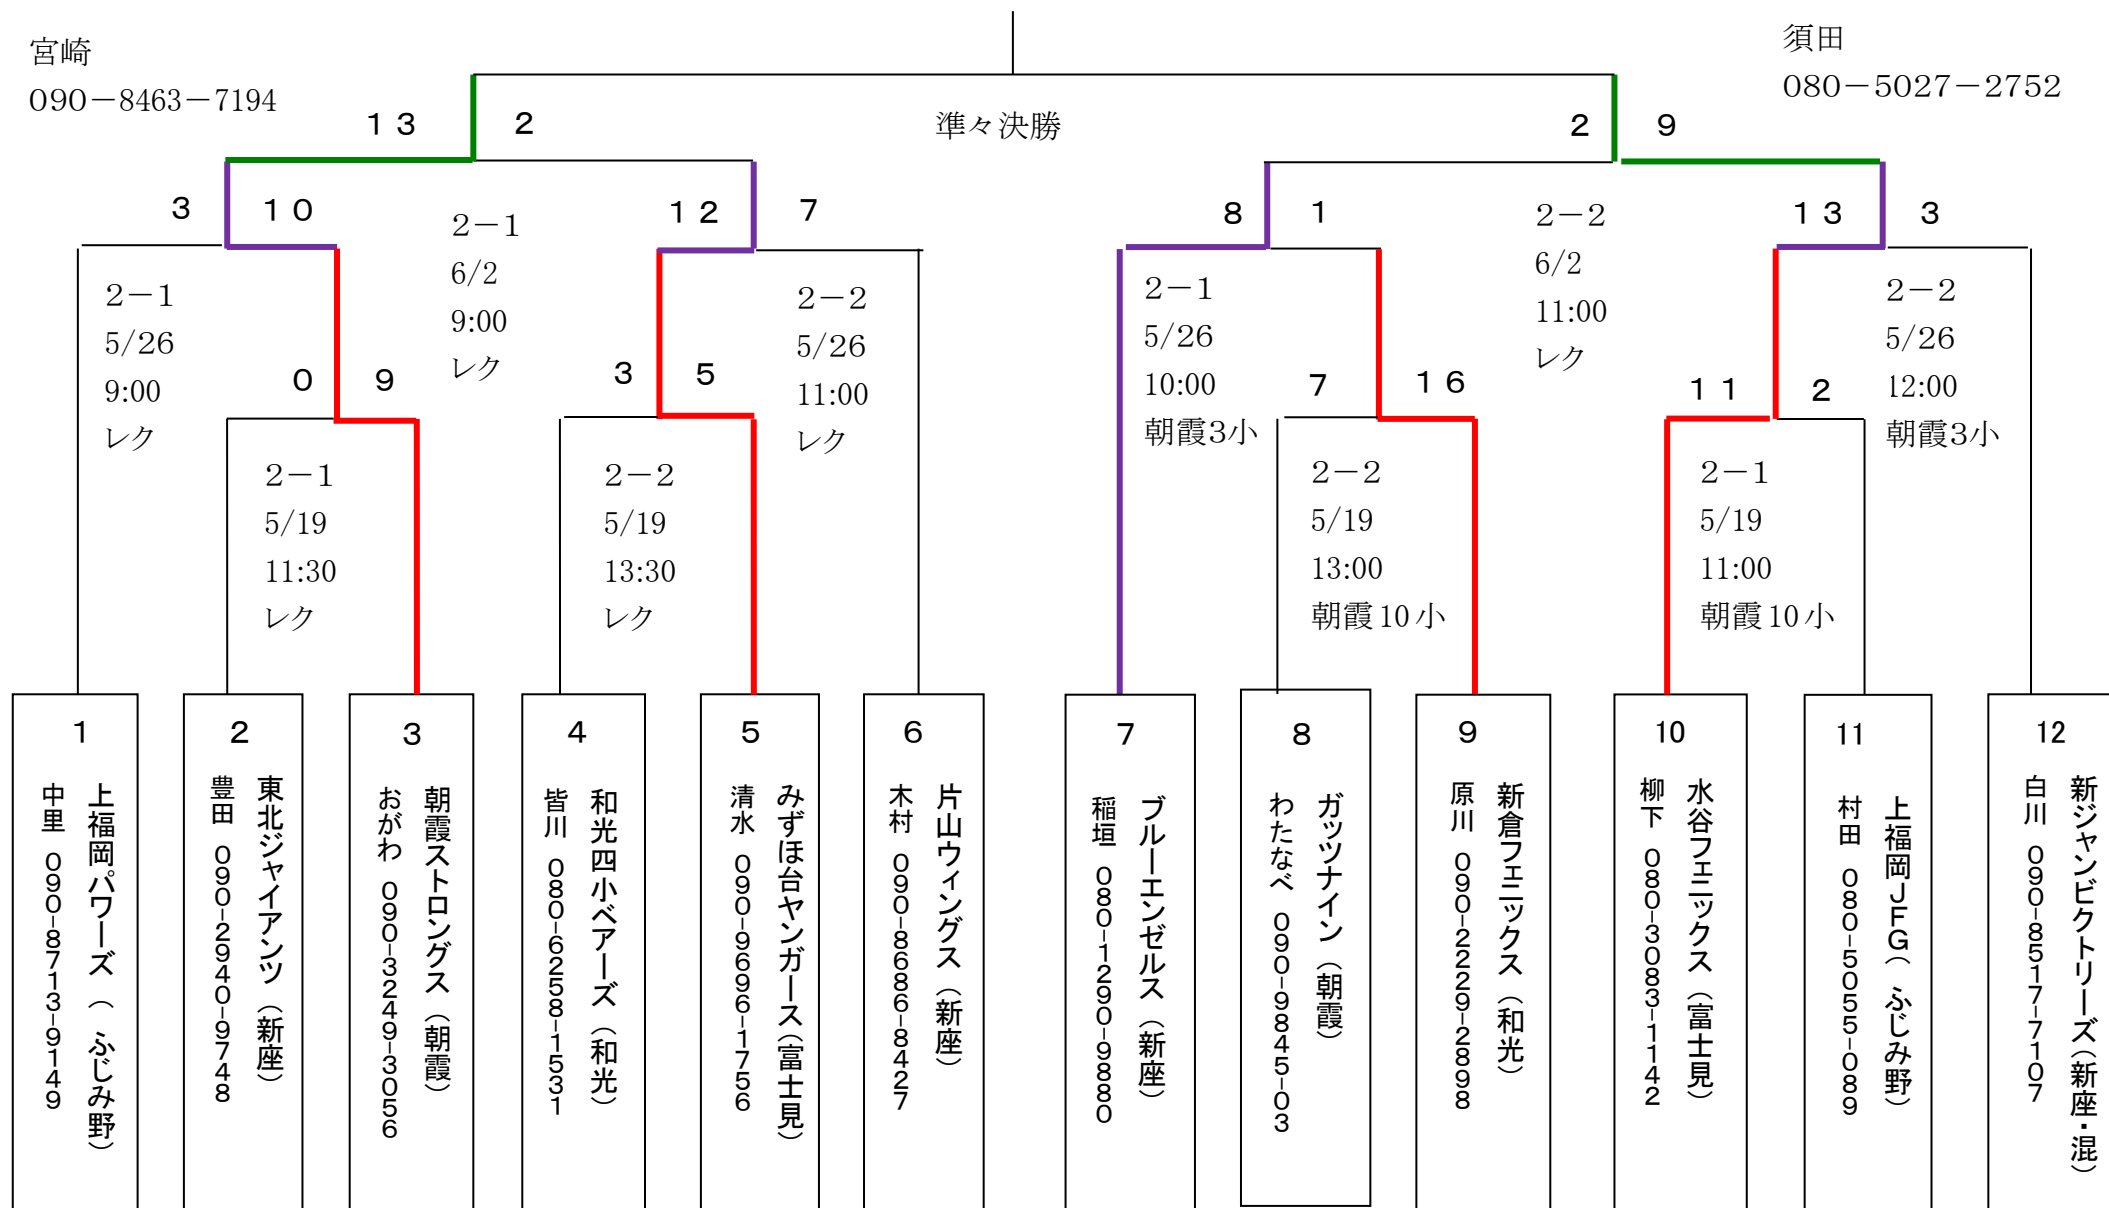 宮崎
090－8463－7194
須田
080－5027－2752
準々決勝
13 2
2 9
3 10
12 7
8 1
13 3
2－1
6/2
9:00
レク
2－2
6/2
11:00
レク
2－1
5/26
9:00
レク
2－2
5/26
11:00
レク
2－1
5/26
10:00
朝霞3小
2－2
5/26
12:00
朝霞3小
0 9
3 5
7 16
11 2
2－1
5/19
11:30
レク
2－2
5/19
13:30
レク
2－2
5/19
13:00
朝霞10小
2－1
5/19
11:00
朝霞10小
1
上福岡パワーズ（ ふじみ野）
中里 090-8713-9149
2
東北ジャイアンツ（新座）
豊田 090-2940-9748
3
朝霞ストロングス（朝霞）
おがわ 090-3249-3056
4
和光四小ベアーズ（和光）
皆川 080-6258-1531
5
みずほ台ヤンガース（富士見）
清水 090-9696-1756
6
片山ウィングス（新座）
木村 090-8686-8427
7
ブルーエンゼルス（新座）
稲垣 080-1290-9880
8
ガッツナイン（朝霞）
わたなべ 090-9845-03
9
新倉フェニックス（和光）
原川 090-2229-2898
10
水谷フェニックス（富士見）
柳下 080-3083-1142
11
上福岡JFG（ ふじみ野）
村田 080-5055-089
12
新ジャンビクトリーズ（新座・混）
白川 090-8517-7107